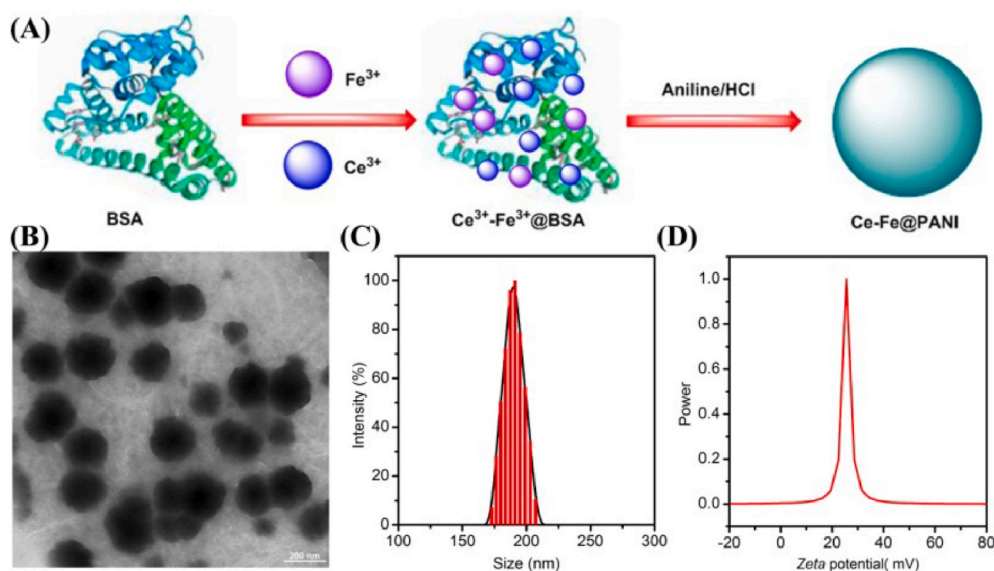 (A)
Fe3+
Ce3+
Aniline/HCl
BSA
Ce3+-Fe3+@BSA
Ce-Fe@PANI
(B)
200 nm
(C)
100
80
60
40
20
0
Intensity (%)
100
150
200
250
300
Size (nm)
(D)
1.0
0.8
0.6
0.4
0.2
0.0
Power
-20
0
20
40
60
80
Zeta potential( mV)